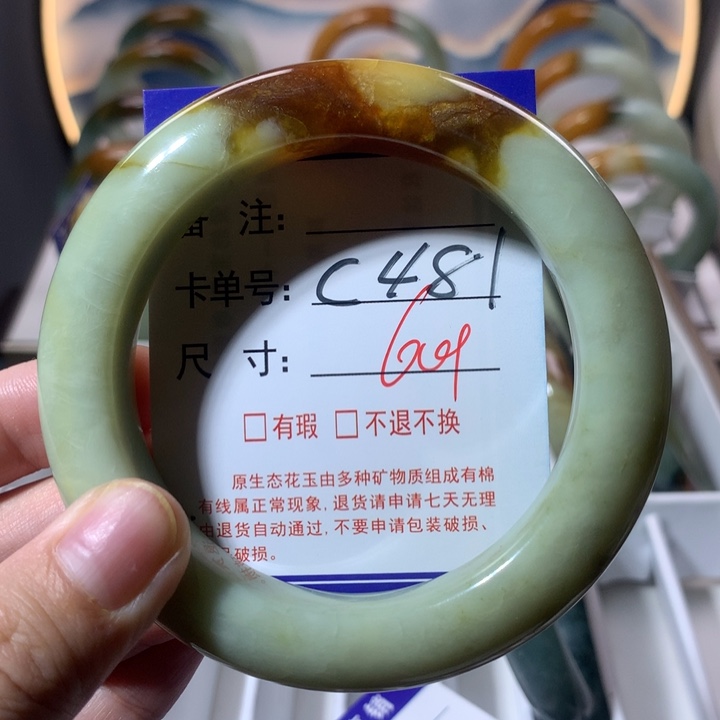 备 注:
卡单号: C481
尺 寸:
□有瑕 □不退不换
原生态花玉由多种矿物质组成有棉
有线属正常现象, 退货请申请七天无理
由退货自动通过, 不要申请包装破损、
破损。